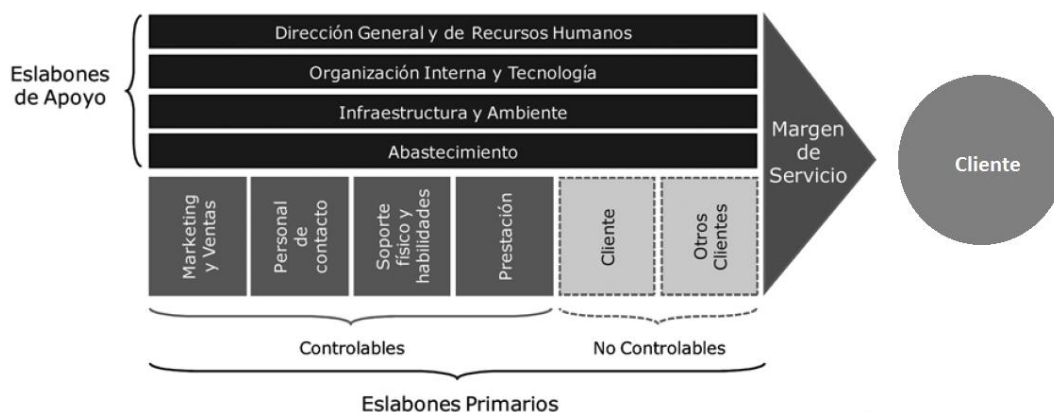 Dirección General y de Recursos Humanos
Eslabones
de Apoyo
Organización Interna y Tecnología
Infraestructura y Ambiente
Abastecimiento
Marketing
y Ventas
Personal
de
contacto
Soporte
físico y
habilidades
Prestación
Cliente
Otros
Clientes
Margen
de
Servicio
Cliente
Controlables
No Controlables
Eslabones Primarios